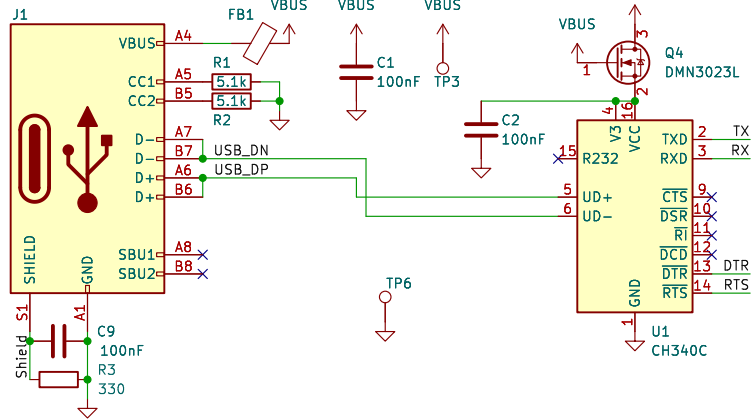 J1
FB1
VBUS
VBUS
VBUS
VBUS
VBUS
A4
3
Q4
DMN3023L
1
2
CC1
A5
R1
5.1k
CC2
B5
5.1k
R2
C1
100nF
TP3
C2
100nF
4
16
V3
VCC
D-
A7
D-
B7
USB_DN
D+
A6
USB_DP
D+
B6
15
R232
5
UD+
6
UD-
TXD
2
TX
RXD
3
RX
CTS
9
DSR
10
RI
11
DCD
12
DTR
13
DTR
RTS
14
RTS
SBU1
A8
SBU2
B8
SHIELD
GND
S1
A1
Shield
C9
100nF
R3
330
TP6
GND
1
U1
CH340C